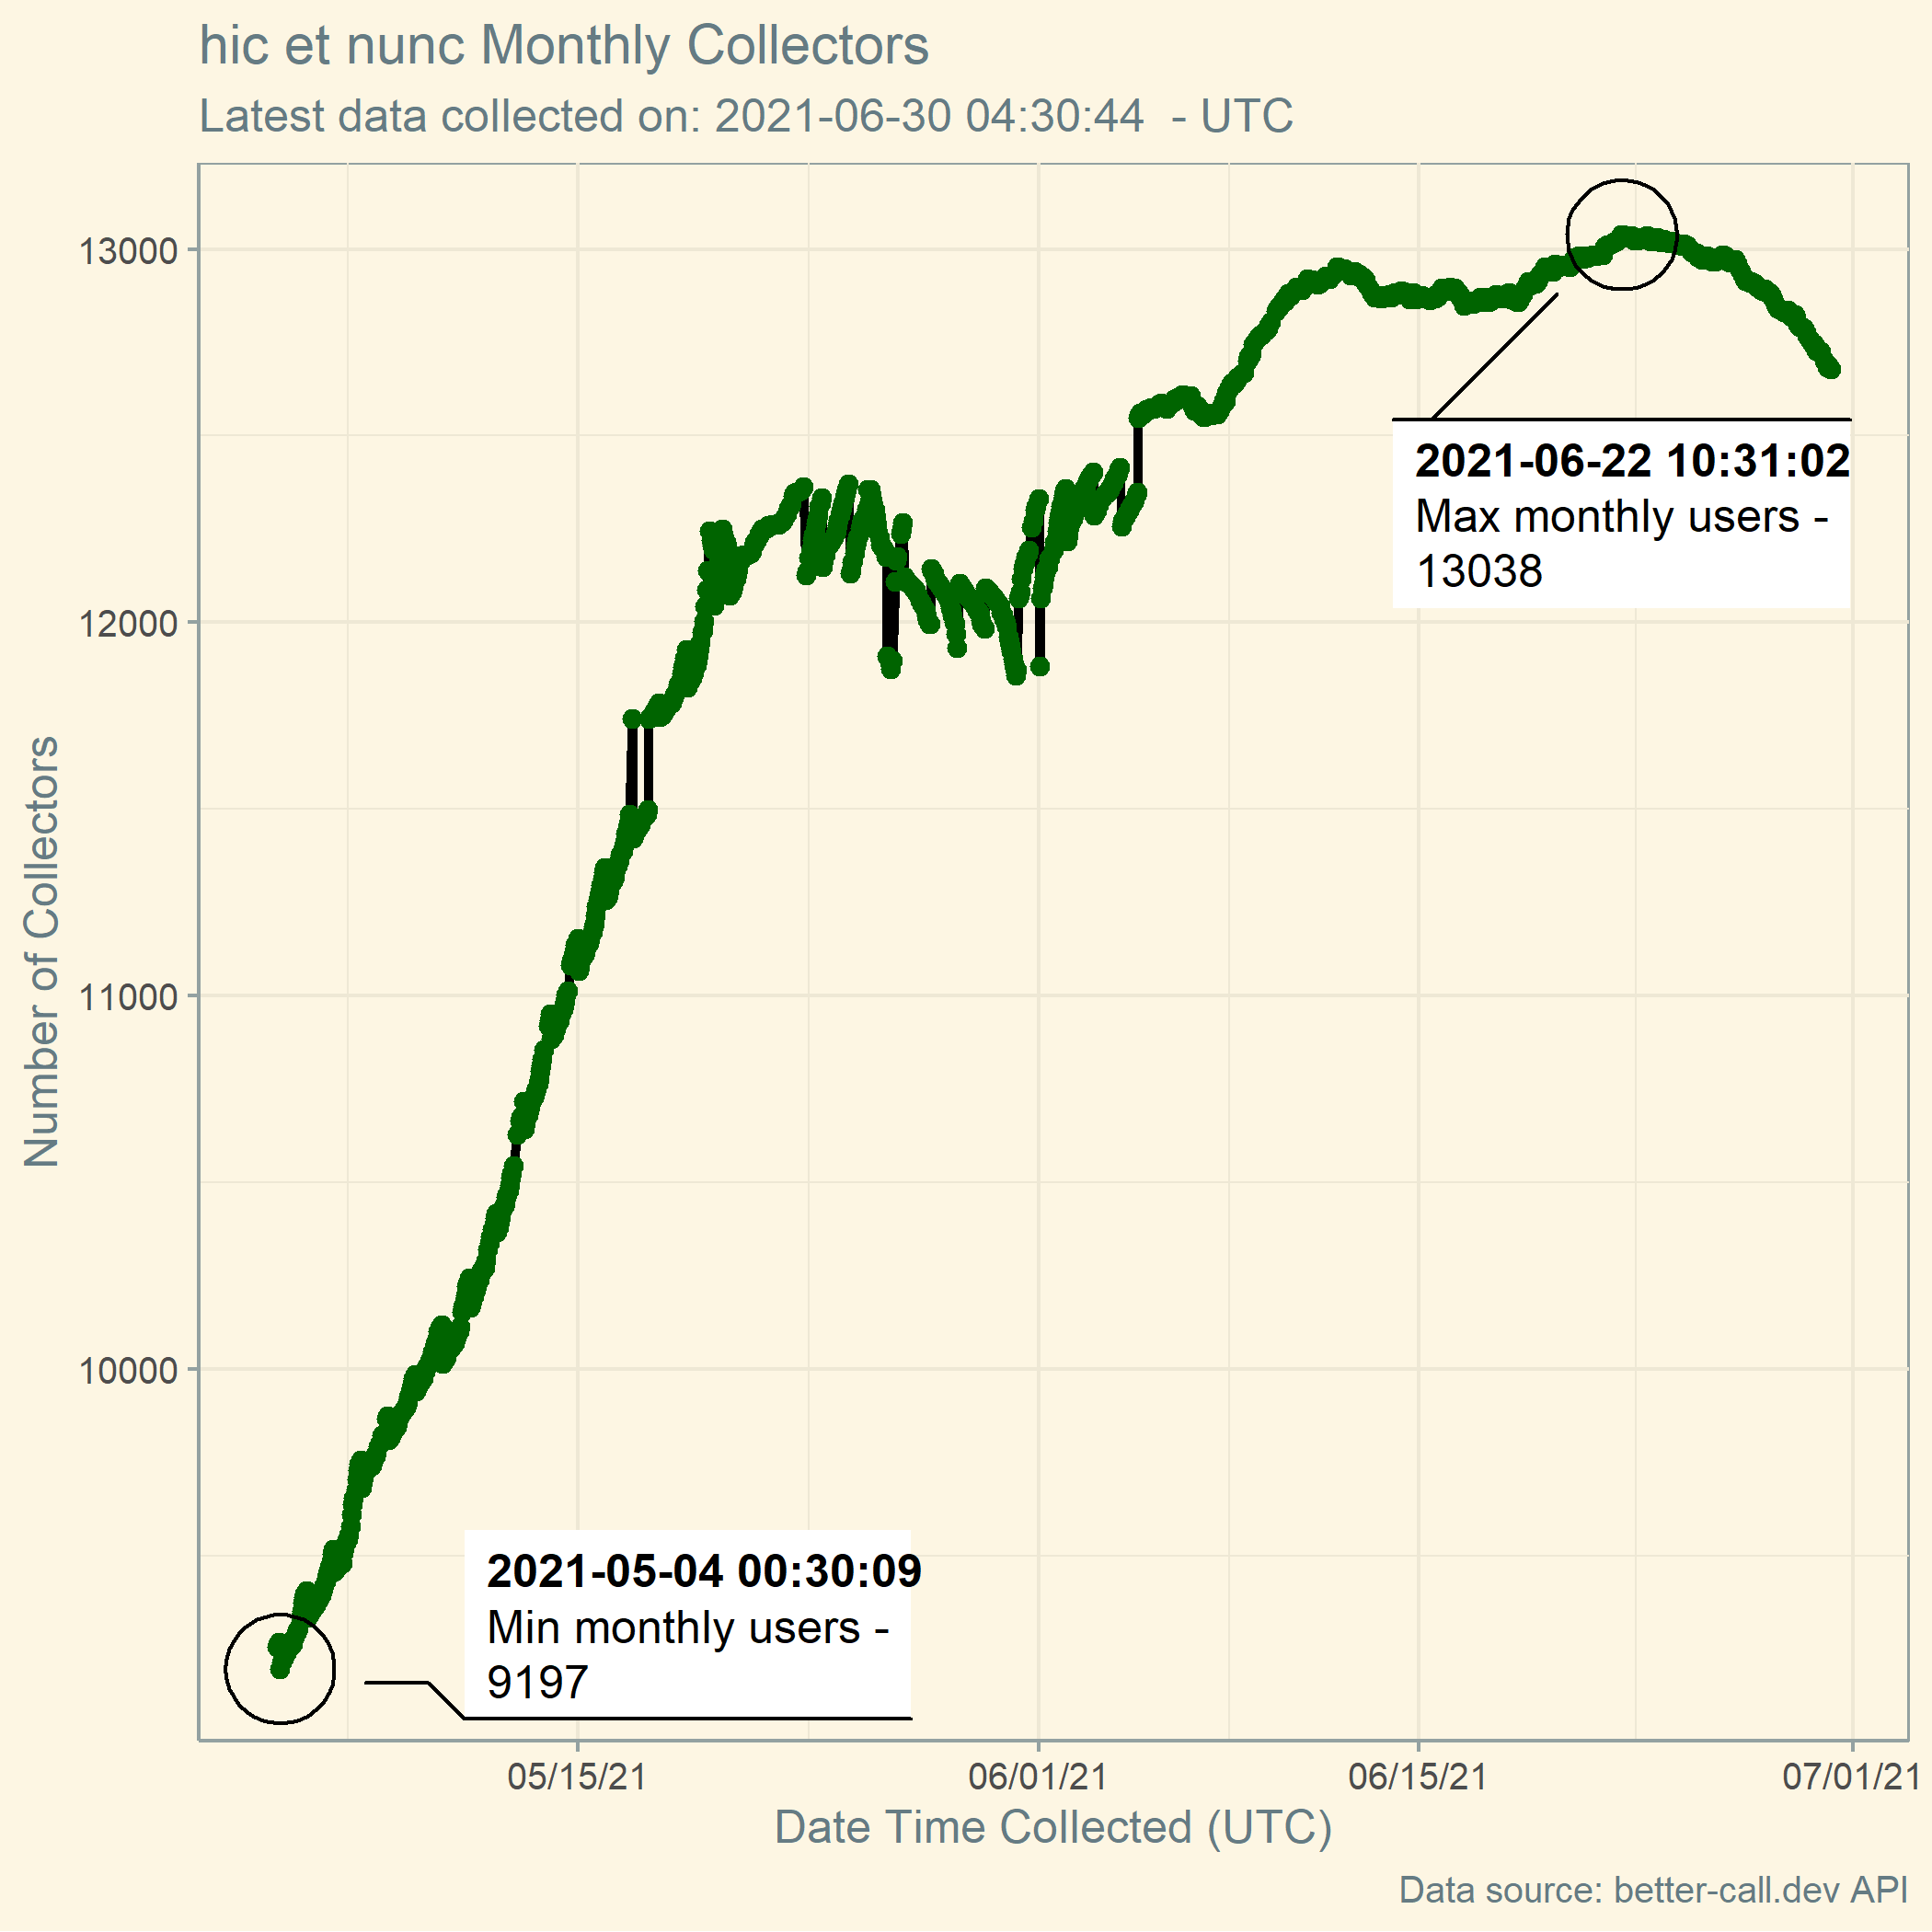 hic et nunc Monthly Collectors
Latest data collected on: 2021-06-30 04:30:44  - UTC
Number of Collectors
13000
12000
11000
10000
2021-06-22 10:31:02
Max monthly users -
13038
2021-05-04 00:30:09
Min monthly users -
9197
05/15/21
06/01/21
06/15/21
07/01/21
Date Time Collected (UTC)
Data source: better-call.dev API